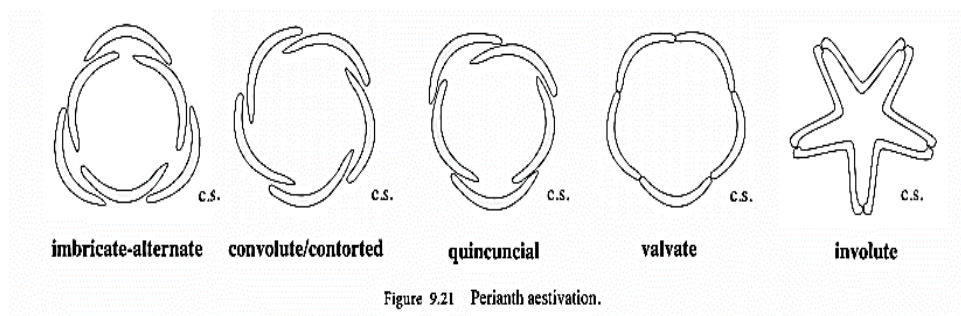 c.s. c.s. c.s. c.s. c.s.
imbricate-alternate convolute/contorted quincuncial valvate involute
Figure 9.21 Perianth aestivation.